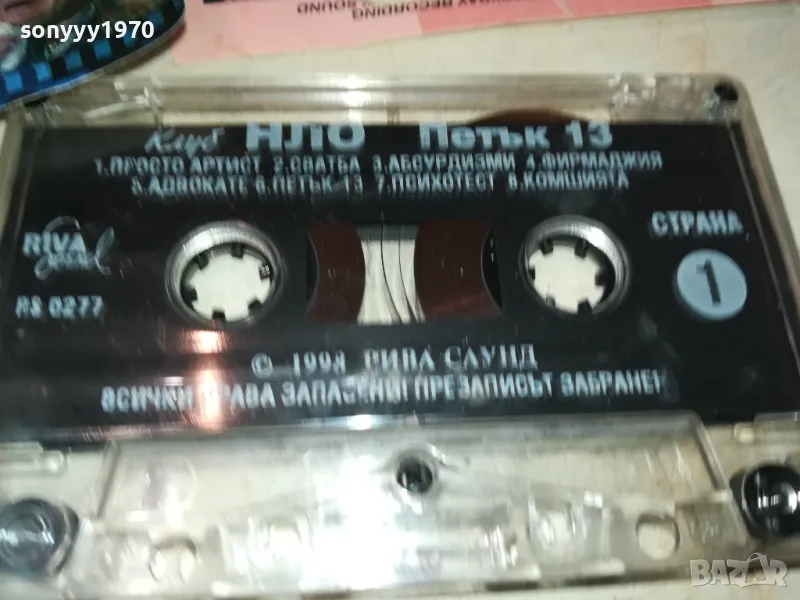 sonyyy1970
Клуб НЛО Петък 13
1.ПРОСТО АРТИСТ 2.СВАТБА 3.АБСУРДИЗМИ 4.ФИРМАДЖИЯ
5.АДВОКАТЕ 6.ПЕТЪК 13 7.ПСИХОТЕСТ 8.КОМШИЯТА
RIVA Sound
СТРАНА
1
RS 0277
© 1998 РИВА САУНД
ВСИЧКИ ПРАВА ЗАПАЗЕНИ! ПРЕЗАПИСЪТ ЗАБРАНЕН
BAZAR